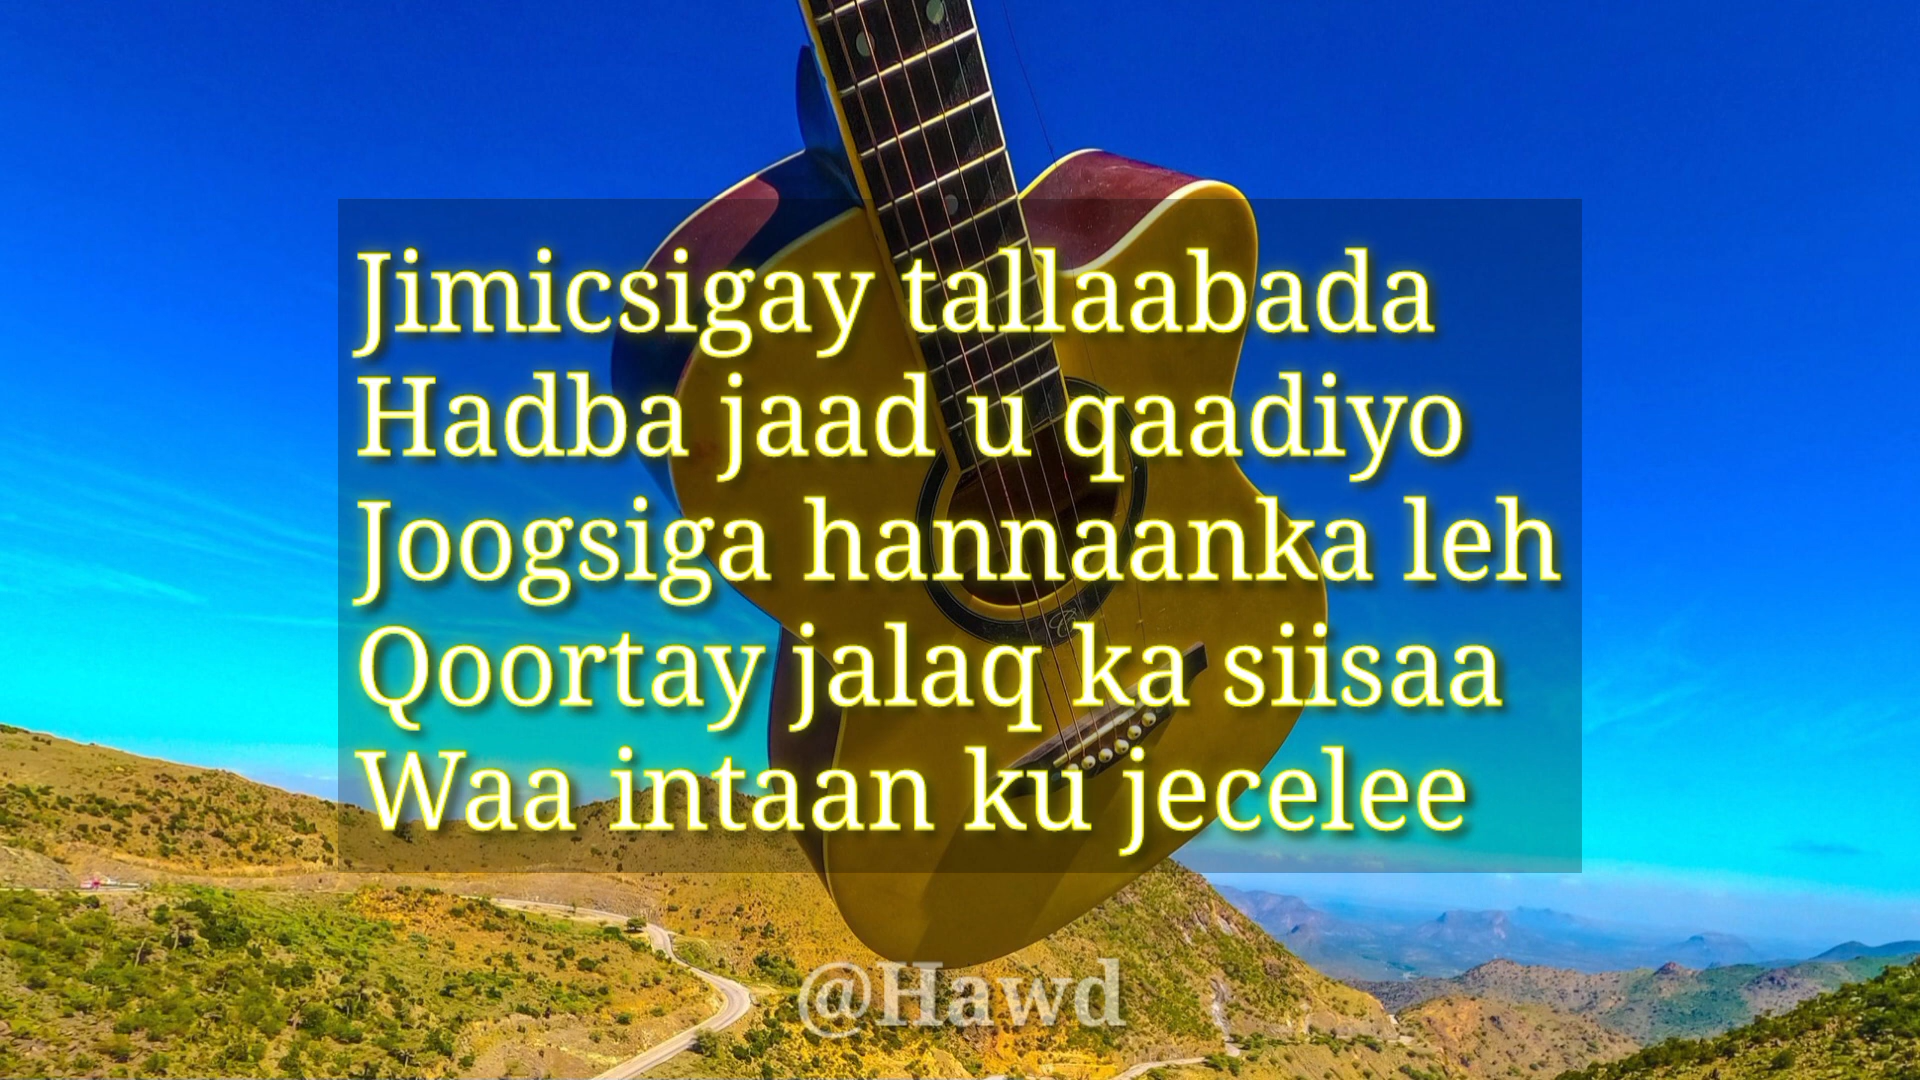 Jimicsigay tallaabada
Hadba jaad u qaadiyo
Joogsiga hannaanka leh
Qoortay jalaq ka siisaa
Waa intaan ku jecelee
@Hawd